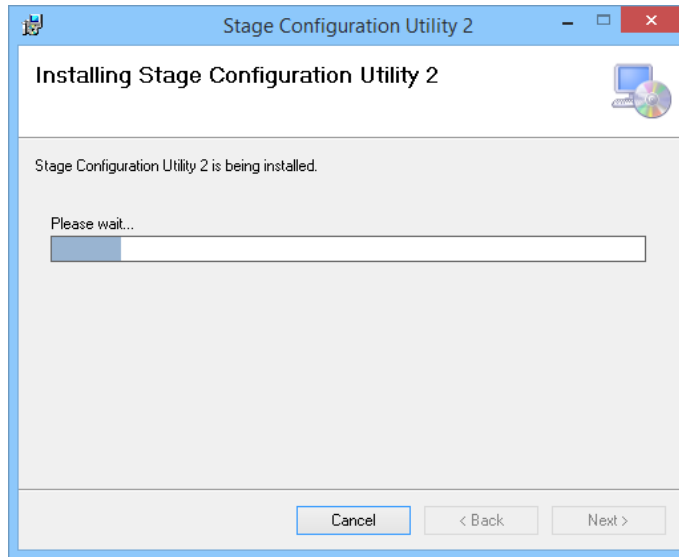 Stage Configuration Utility 2
Installing Stage Configuration Utility 2
Stage Configuration Utility 2 is being installed.
Please wait...
Cancel
< Back
Next >